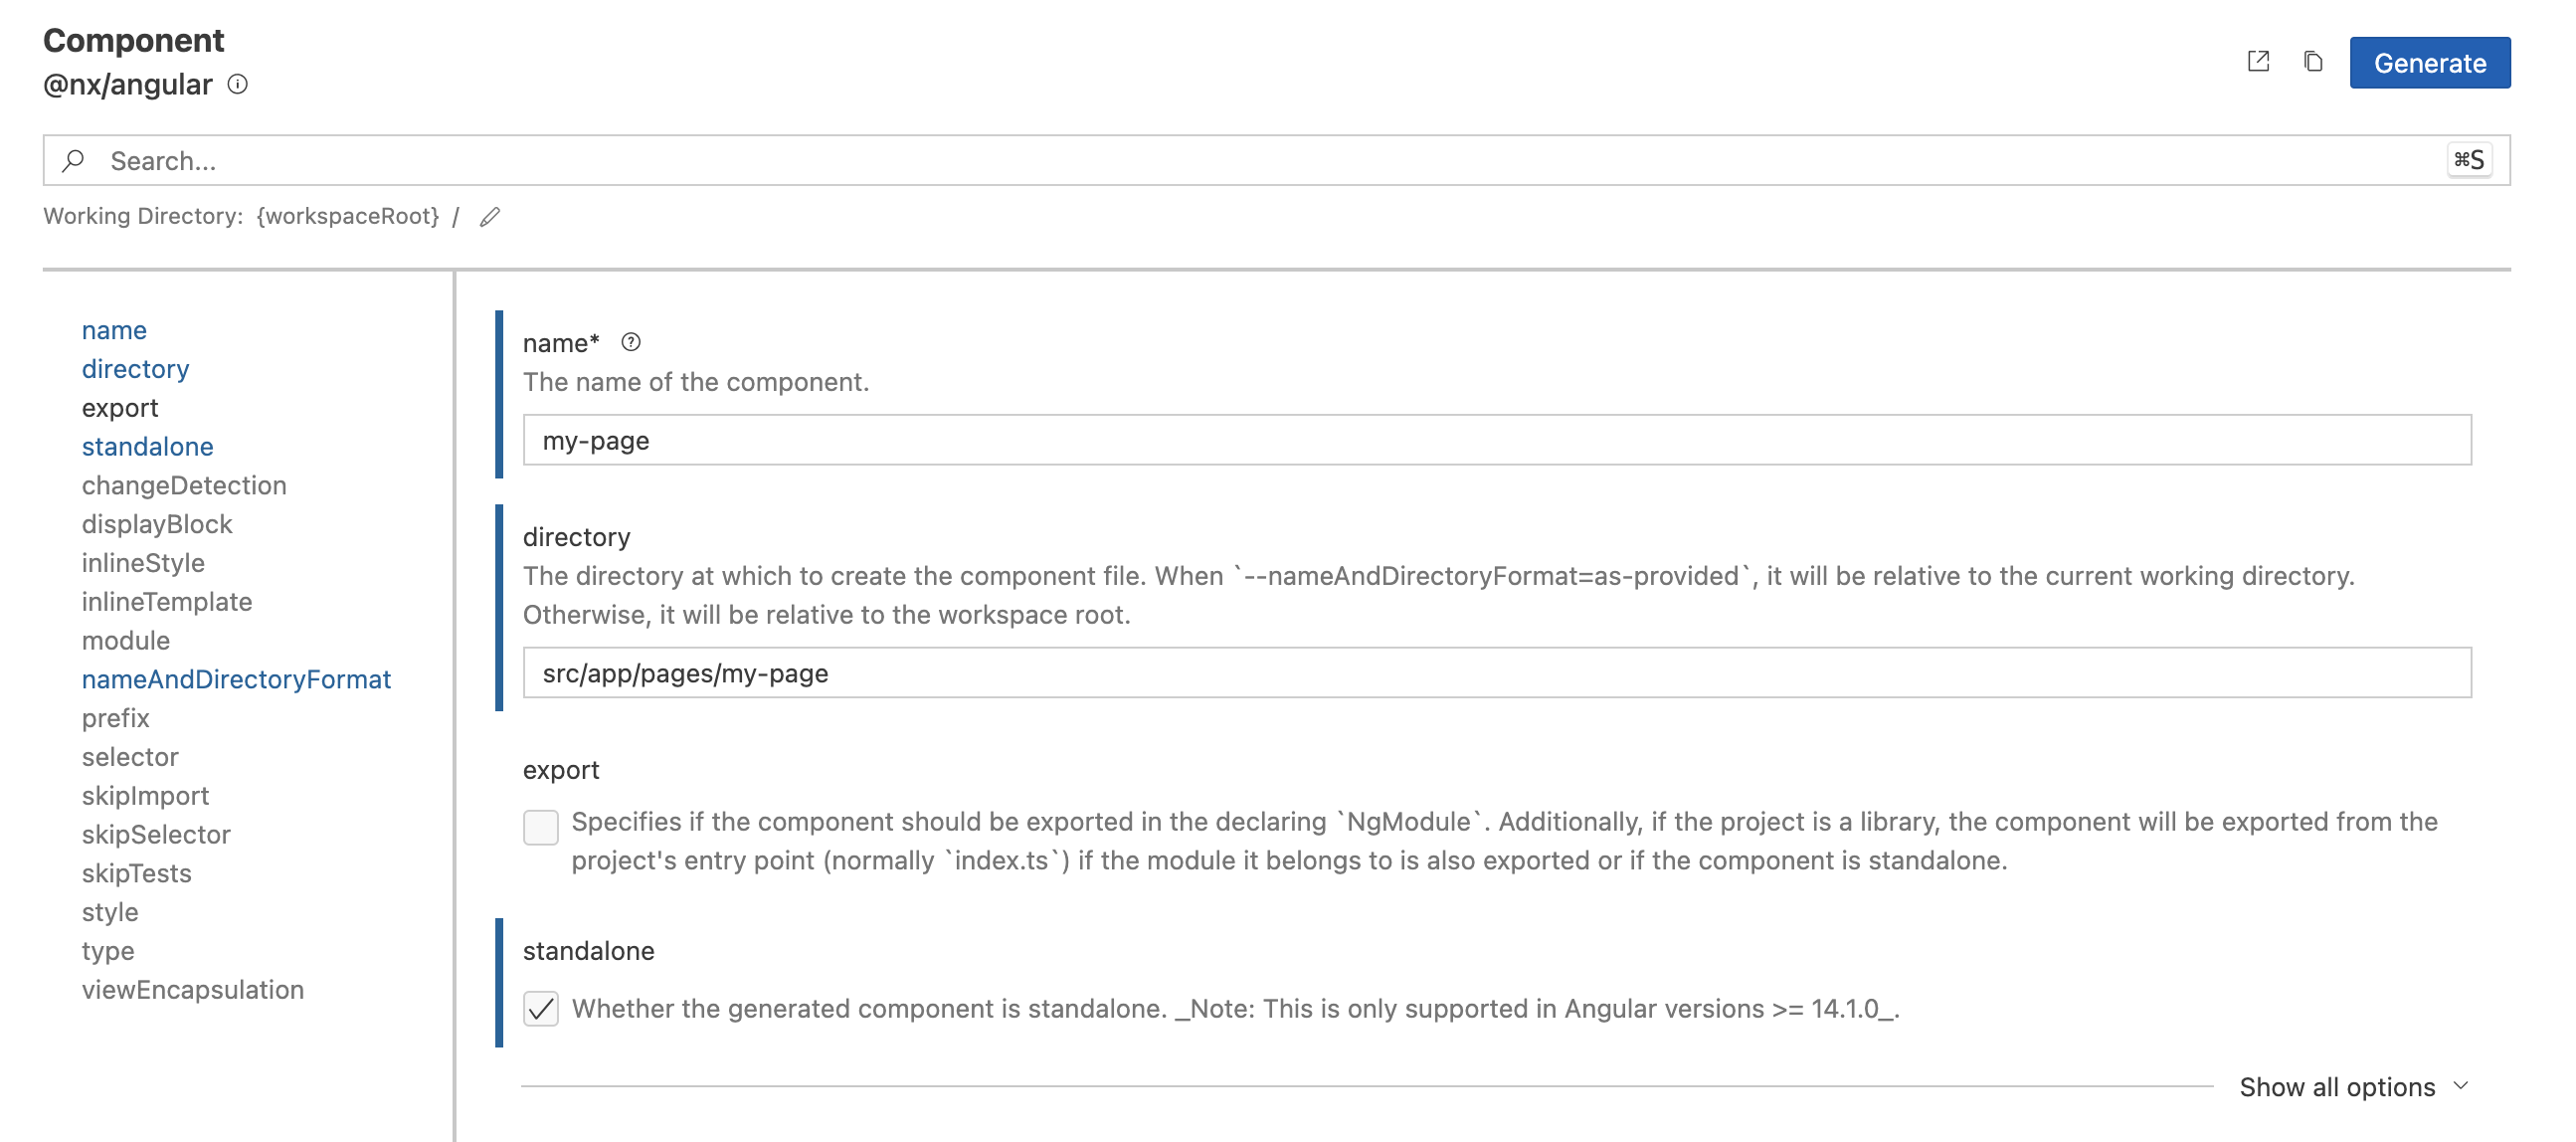 Component
@nx/angular
Generate
Search...
⌘S
Working Directory: {workspaceRoot} /
name
directory
export
standalone
changeDetection
displayBlock
inlineStyle
inlineTemplate
module
nameAndDirectoryFormat
prefix
selector
skipImport
skipSelector
skipTests
style
type
viewEncapsulation
name*
The name of the component.
my-page
directory
The directory at which to create the component file. When `--nameAndDirectoryFormat=as-provided`, it will be relative to the current working directory.
Otherwise, it will be relative to the workspace root.
src/app/pages/my-page
export
Specifies if the component should be exported in the declaring `NgModule`. Additionally, if the project is a library, the component will be exported from the
project's entry point (normally `index.ts`) if the module it belongs to is also exported or if the component is standalone.
standalone
Whether the generated component is standalone. _Note: This is only supported in Angular versions >= 14.1.0_.
Show all options